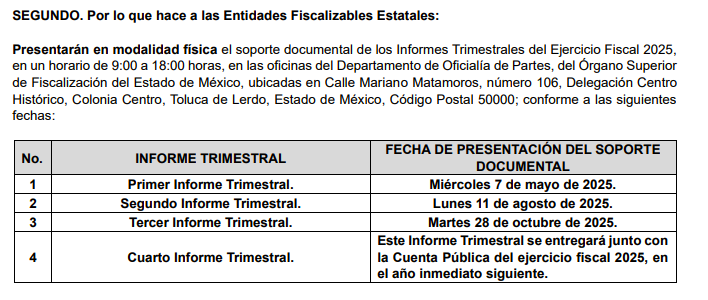 SEGUNDO. Por lo que hace a las Entidades Fiscalizables Estatales:
Presentarán en modalidad física el soporte documental de los Informes Trimestrales del Ejercicio Fiscal 2025,
en un horario de 9:00 a 18:00 horas, en las oficinas del Departamento de Oficialía de Partes, del Órgano Superior
de Fiscalización del Estado de México, ubicadas en Calle Mariano Matamoros, número 106, Delegación Centro
Histórico, Colonia Centro, Toluca de Lerdo, Estado de México, Código Postal 50000; conforme a las siguientes
fechas:
No. INFORME TRIMESTRAL FECHA DE PRESENTACIÓN DEL SOPORTE
DOCUMENTAL
1 Primer Informe Trimestral. Miércoles 7 de mayo de 2025.
2 Segundo Informe Trimestral. Lunes 11 de agosto de 2025.
3 Tercer Informe Trimestral. Martes 28 de octubre de 2025.
4 Cuarto Informe Trimestral. Este Informe Trimestral se entregará junto con
la Cuenta Pública del ejercicio fiscal 2025, en
el año inmediato siguiente.